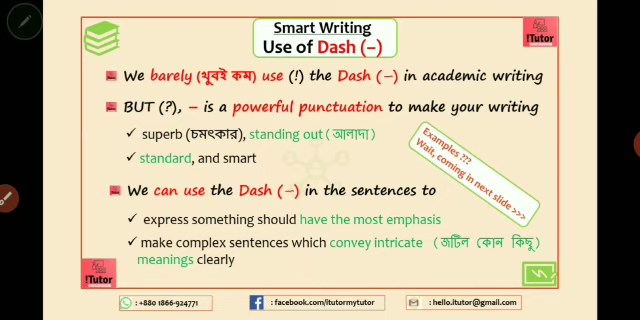 Smart Writing
Use of Dash (–)
!Tutor
We barely (খুবই কম) use (!) the Dash (–) in academic writing
BUT (?), – is a powerful punctuation to make your writing
superb (চমৎকার), standing out (আলাদা)
standard, and smart
Examples ???
Wait, coming in next slide >>>
We can use the Dash (–) in the sentences to
express something should have the most emphasis
make complex sentences which convey intricate (জটিল কোন কিছু)
meanings clearly
!Tutor
: +880 1866-924771
: facebook.com/itutormytutor
: hello.itutor@gmail.com